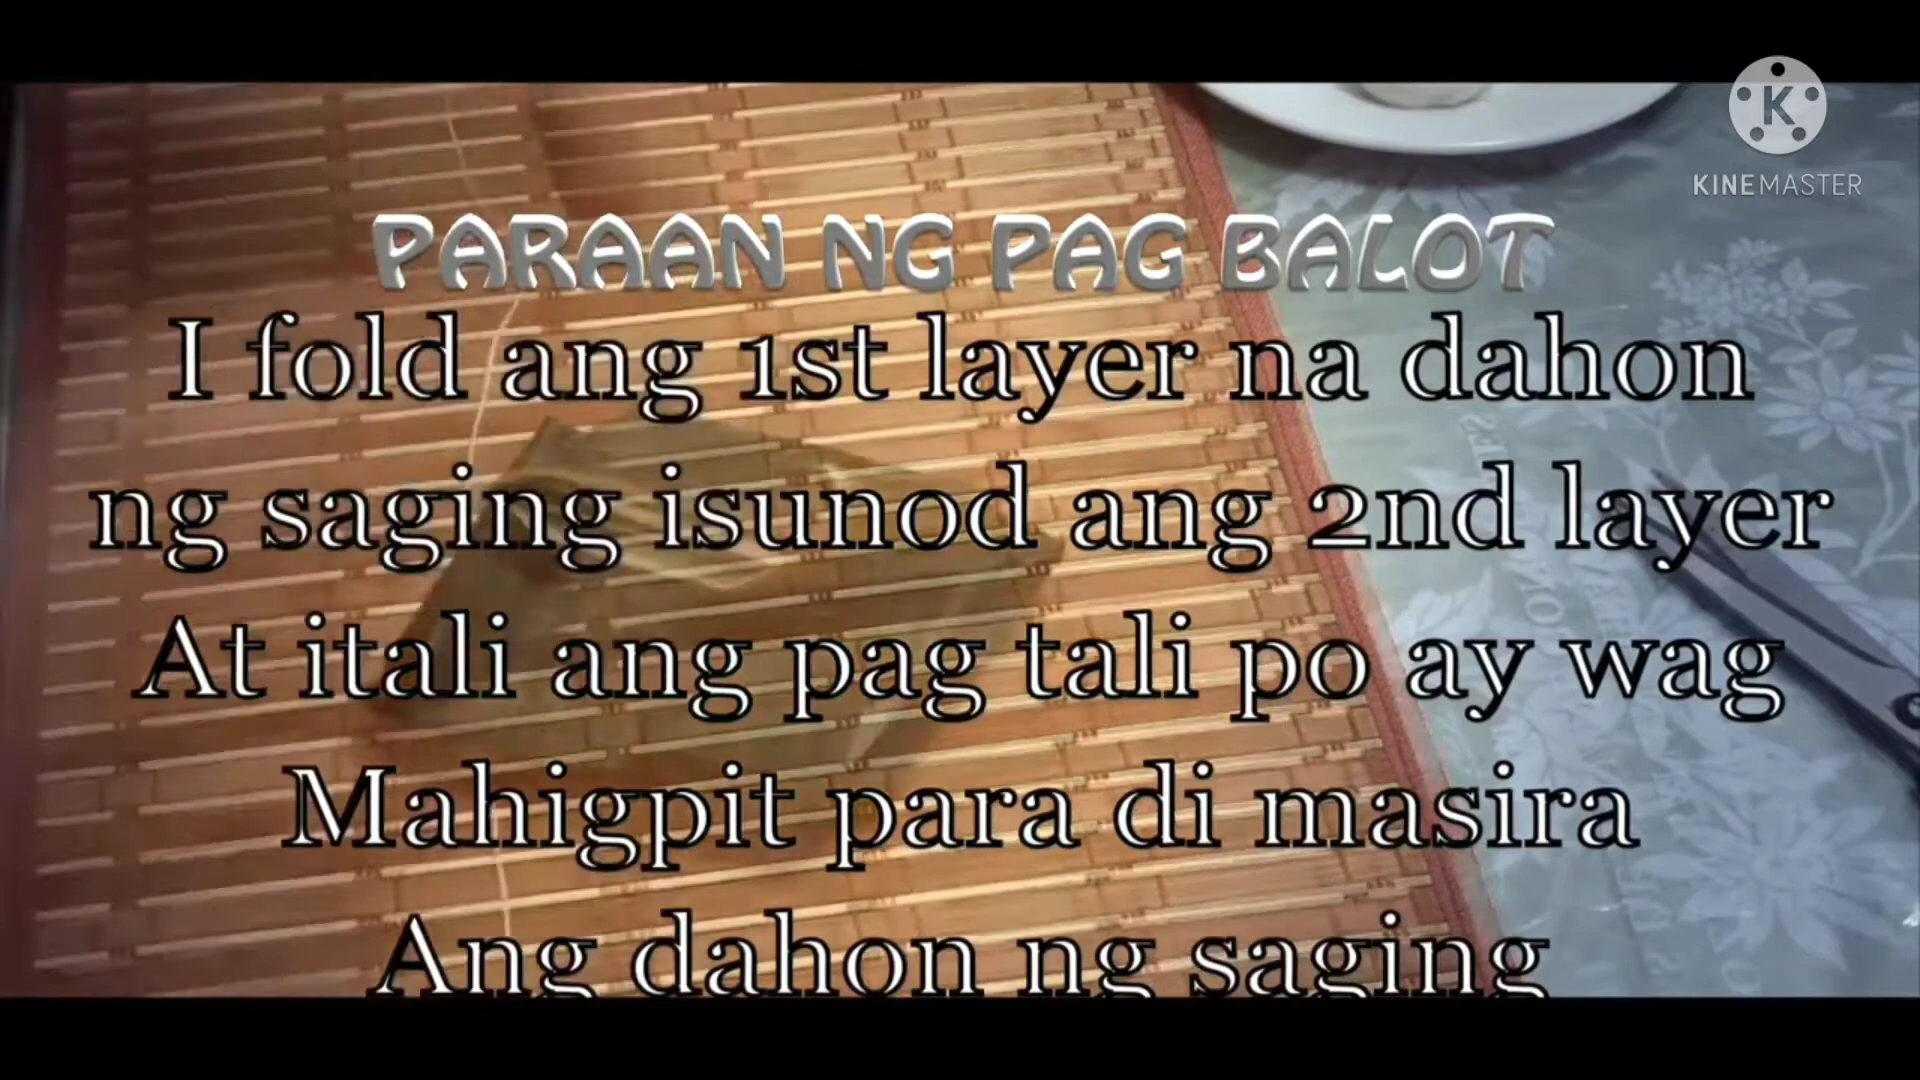 KINEMASTER
PARAAN NG PAG BALOT
I fold ang 1st layer na dahon
ng saging isunod ang 2nd layer
At itali ang pag tali po ay wag
Mahigpit para di masira
Ang dahon ng saging